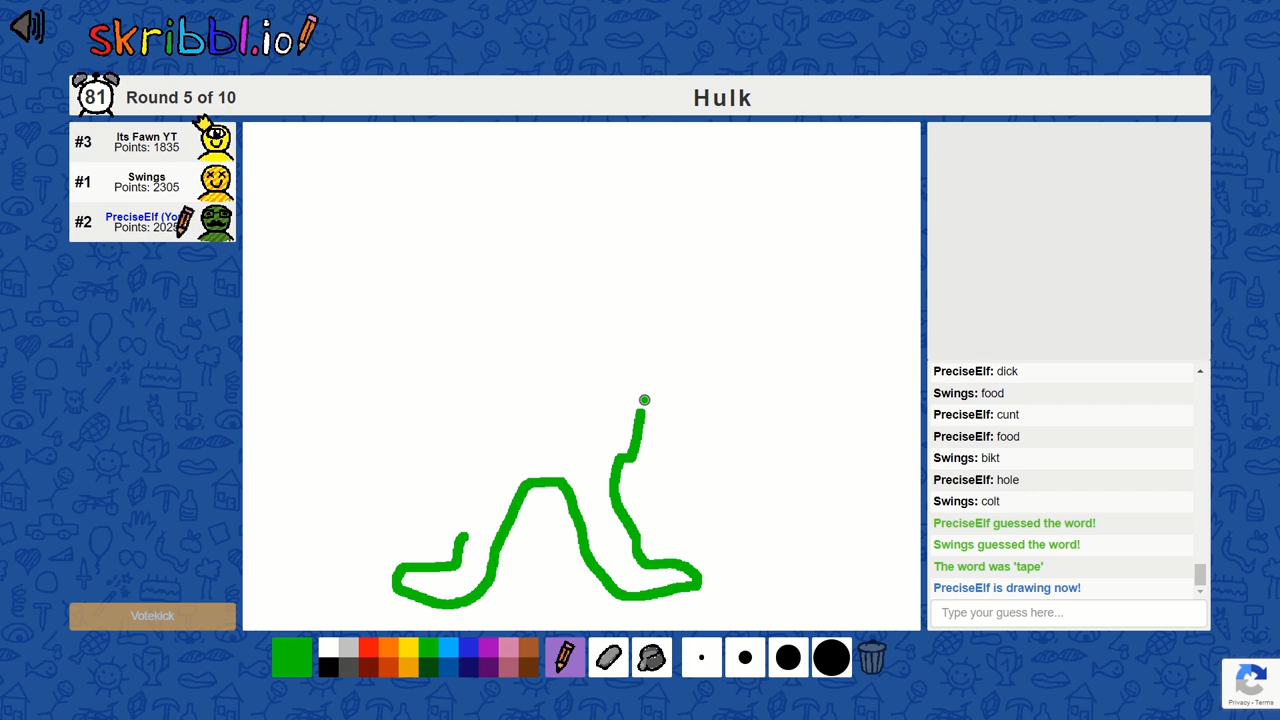 skribbl.io
81 Round 5 of 10
Hulk
#3 Its Fawn YT
Points: 1835
#1 Swings
Points: 2305
#2 PreciseElf (Yo
Points: 2025
PreciseElf: dick
Swings: food
PreciseElf: cunt
PreciseElf: food
Swings: bikt
PreciseElf: hole
Swings: colt
PreciseElf guessed the word!
Swings guessed the word!
The word was 'tape'
PreciseElf is drawing now!
Type your guess here...
Votekick
Privacy - Terms